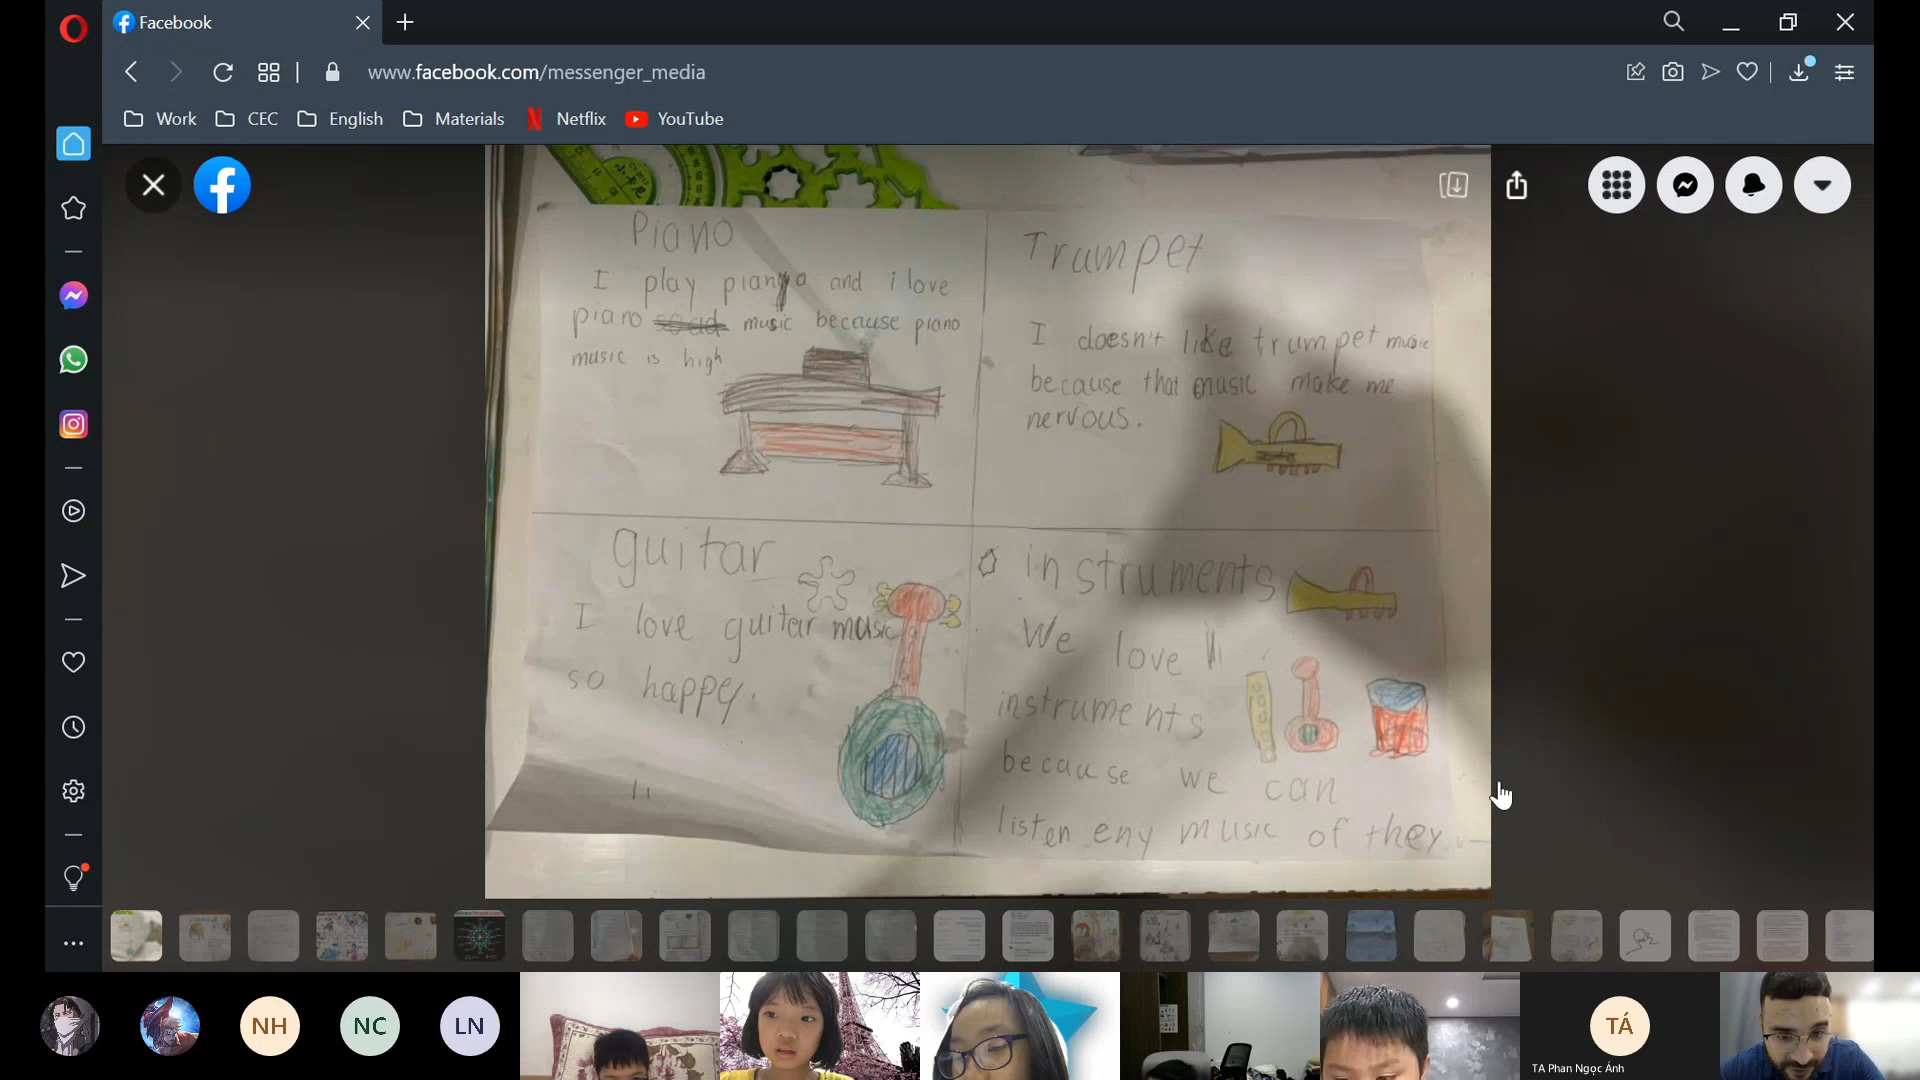 Facebook
www.facebook.com/messenger_media
Work
CEC
English
Materials
Netflix
YouTube
Piano
I play piano and i love
piano music because piano
music is high
Trumpet
I doesn't like trumpet music
because that music make me
nervous.
guitar
I love guitar music
so happy.
instruments
We love
instruments
because we can
listen eny music of they
NH
NC
LN
TÁ
TA Phan Ngọc Ánh